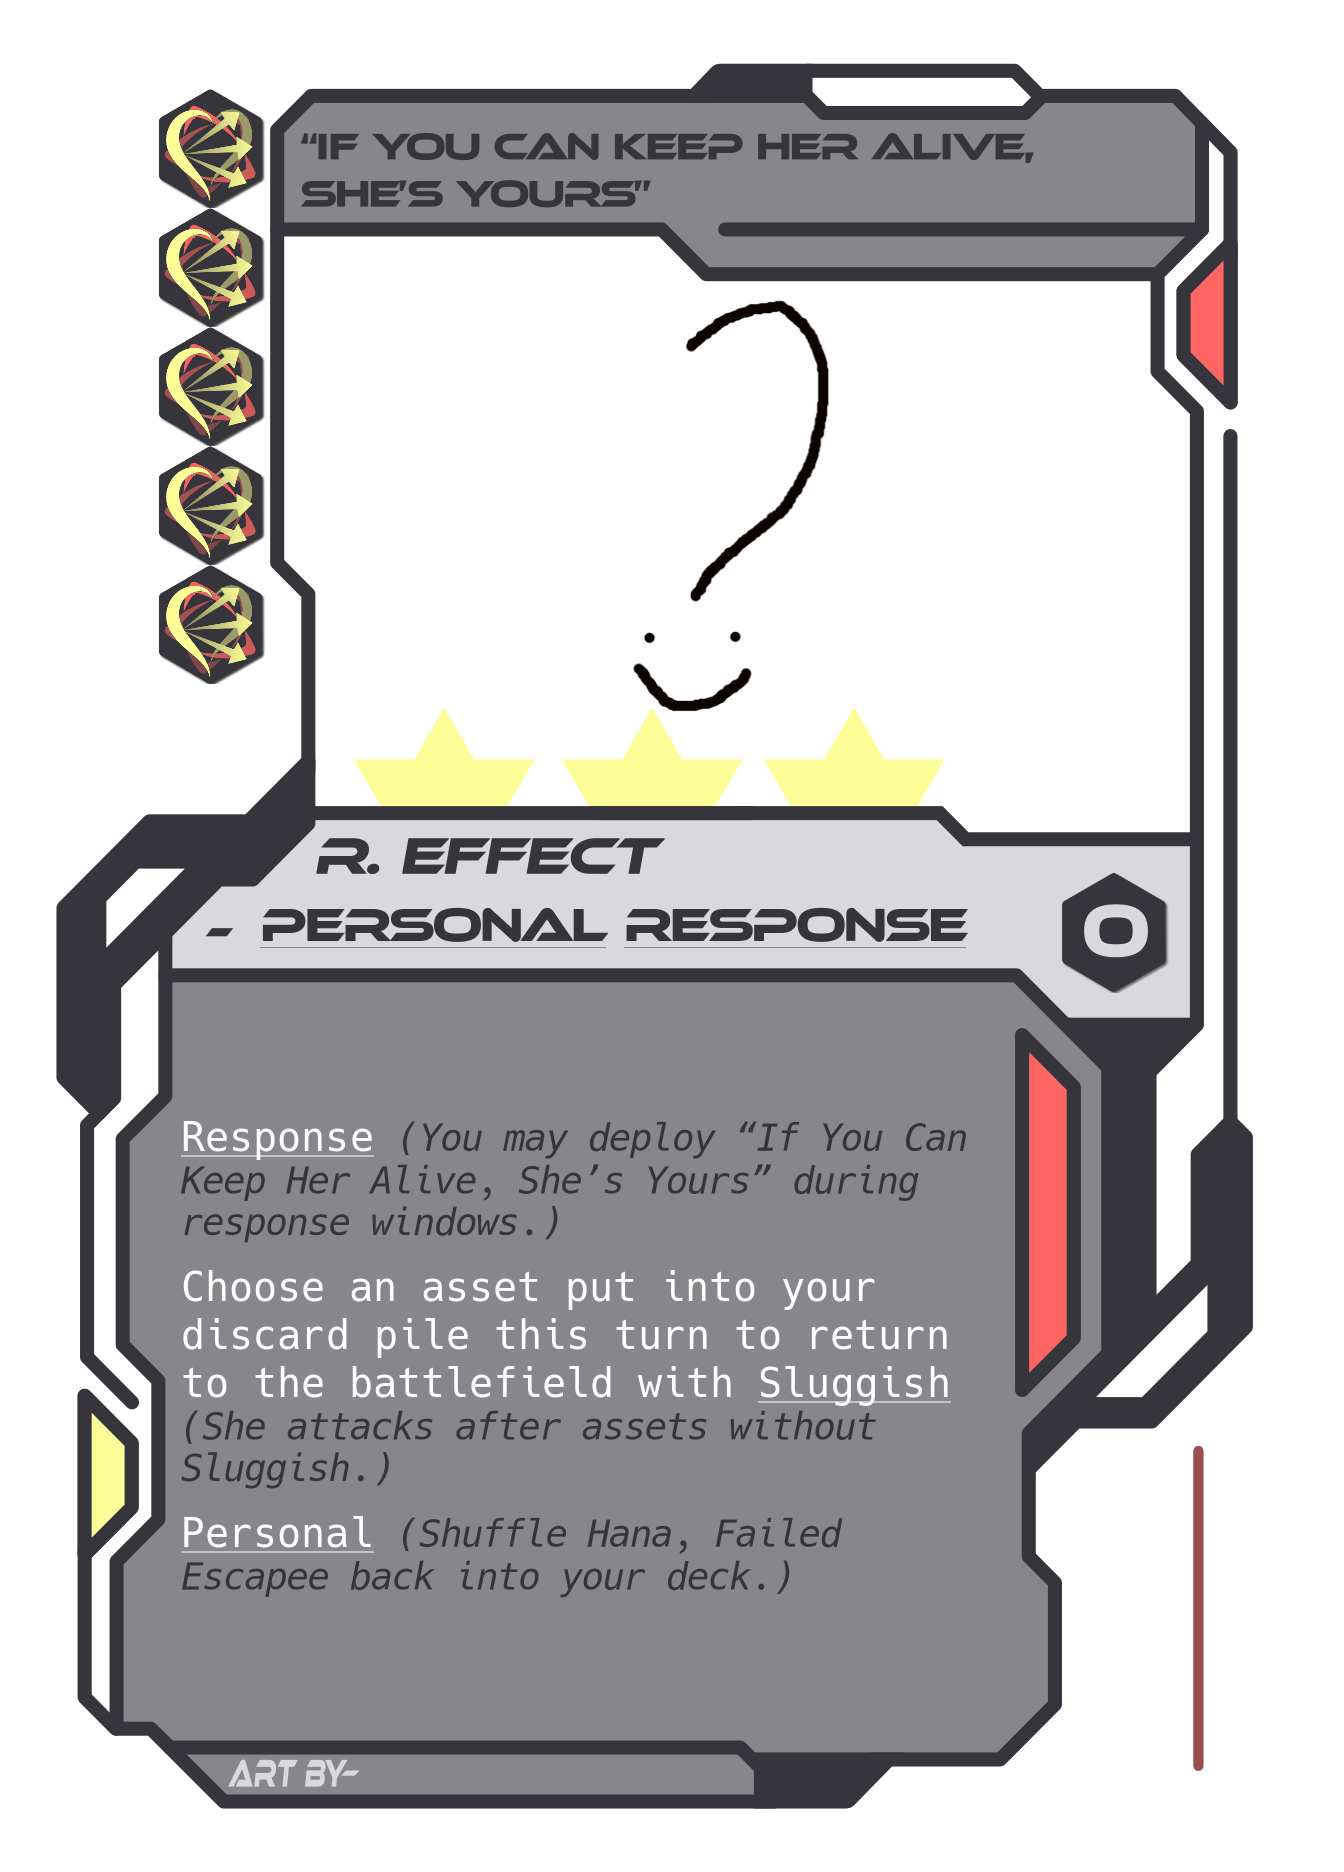 “IF YOU CAN KEEP HER ALIVE,
SHE'S YOURS”
R. EFFECT
- PERSONAL RESPONSE
0
Response (You may deploy “If You Can
Keep Her Alive, She’s Yours” during
response windows.)
Choose an asset put into your
discard pile this turn to return
to the battlefield with Sluggish
(She attacks after assets without
Sluggish.)
Personal (Shuffle Hana, Failed
Escapee back into your deck.)
ART BY-